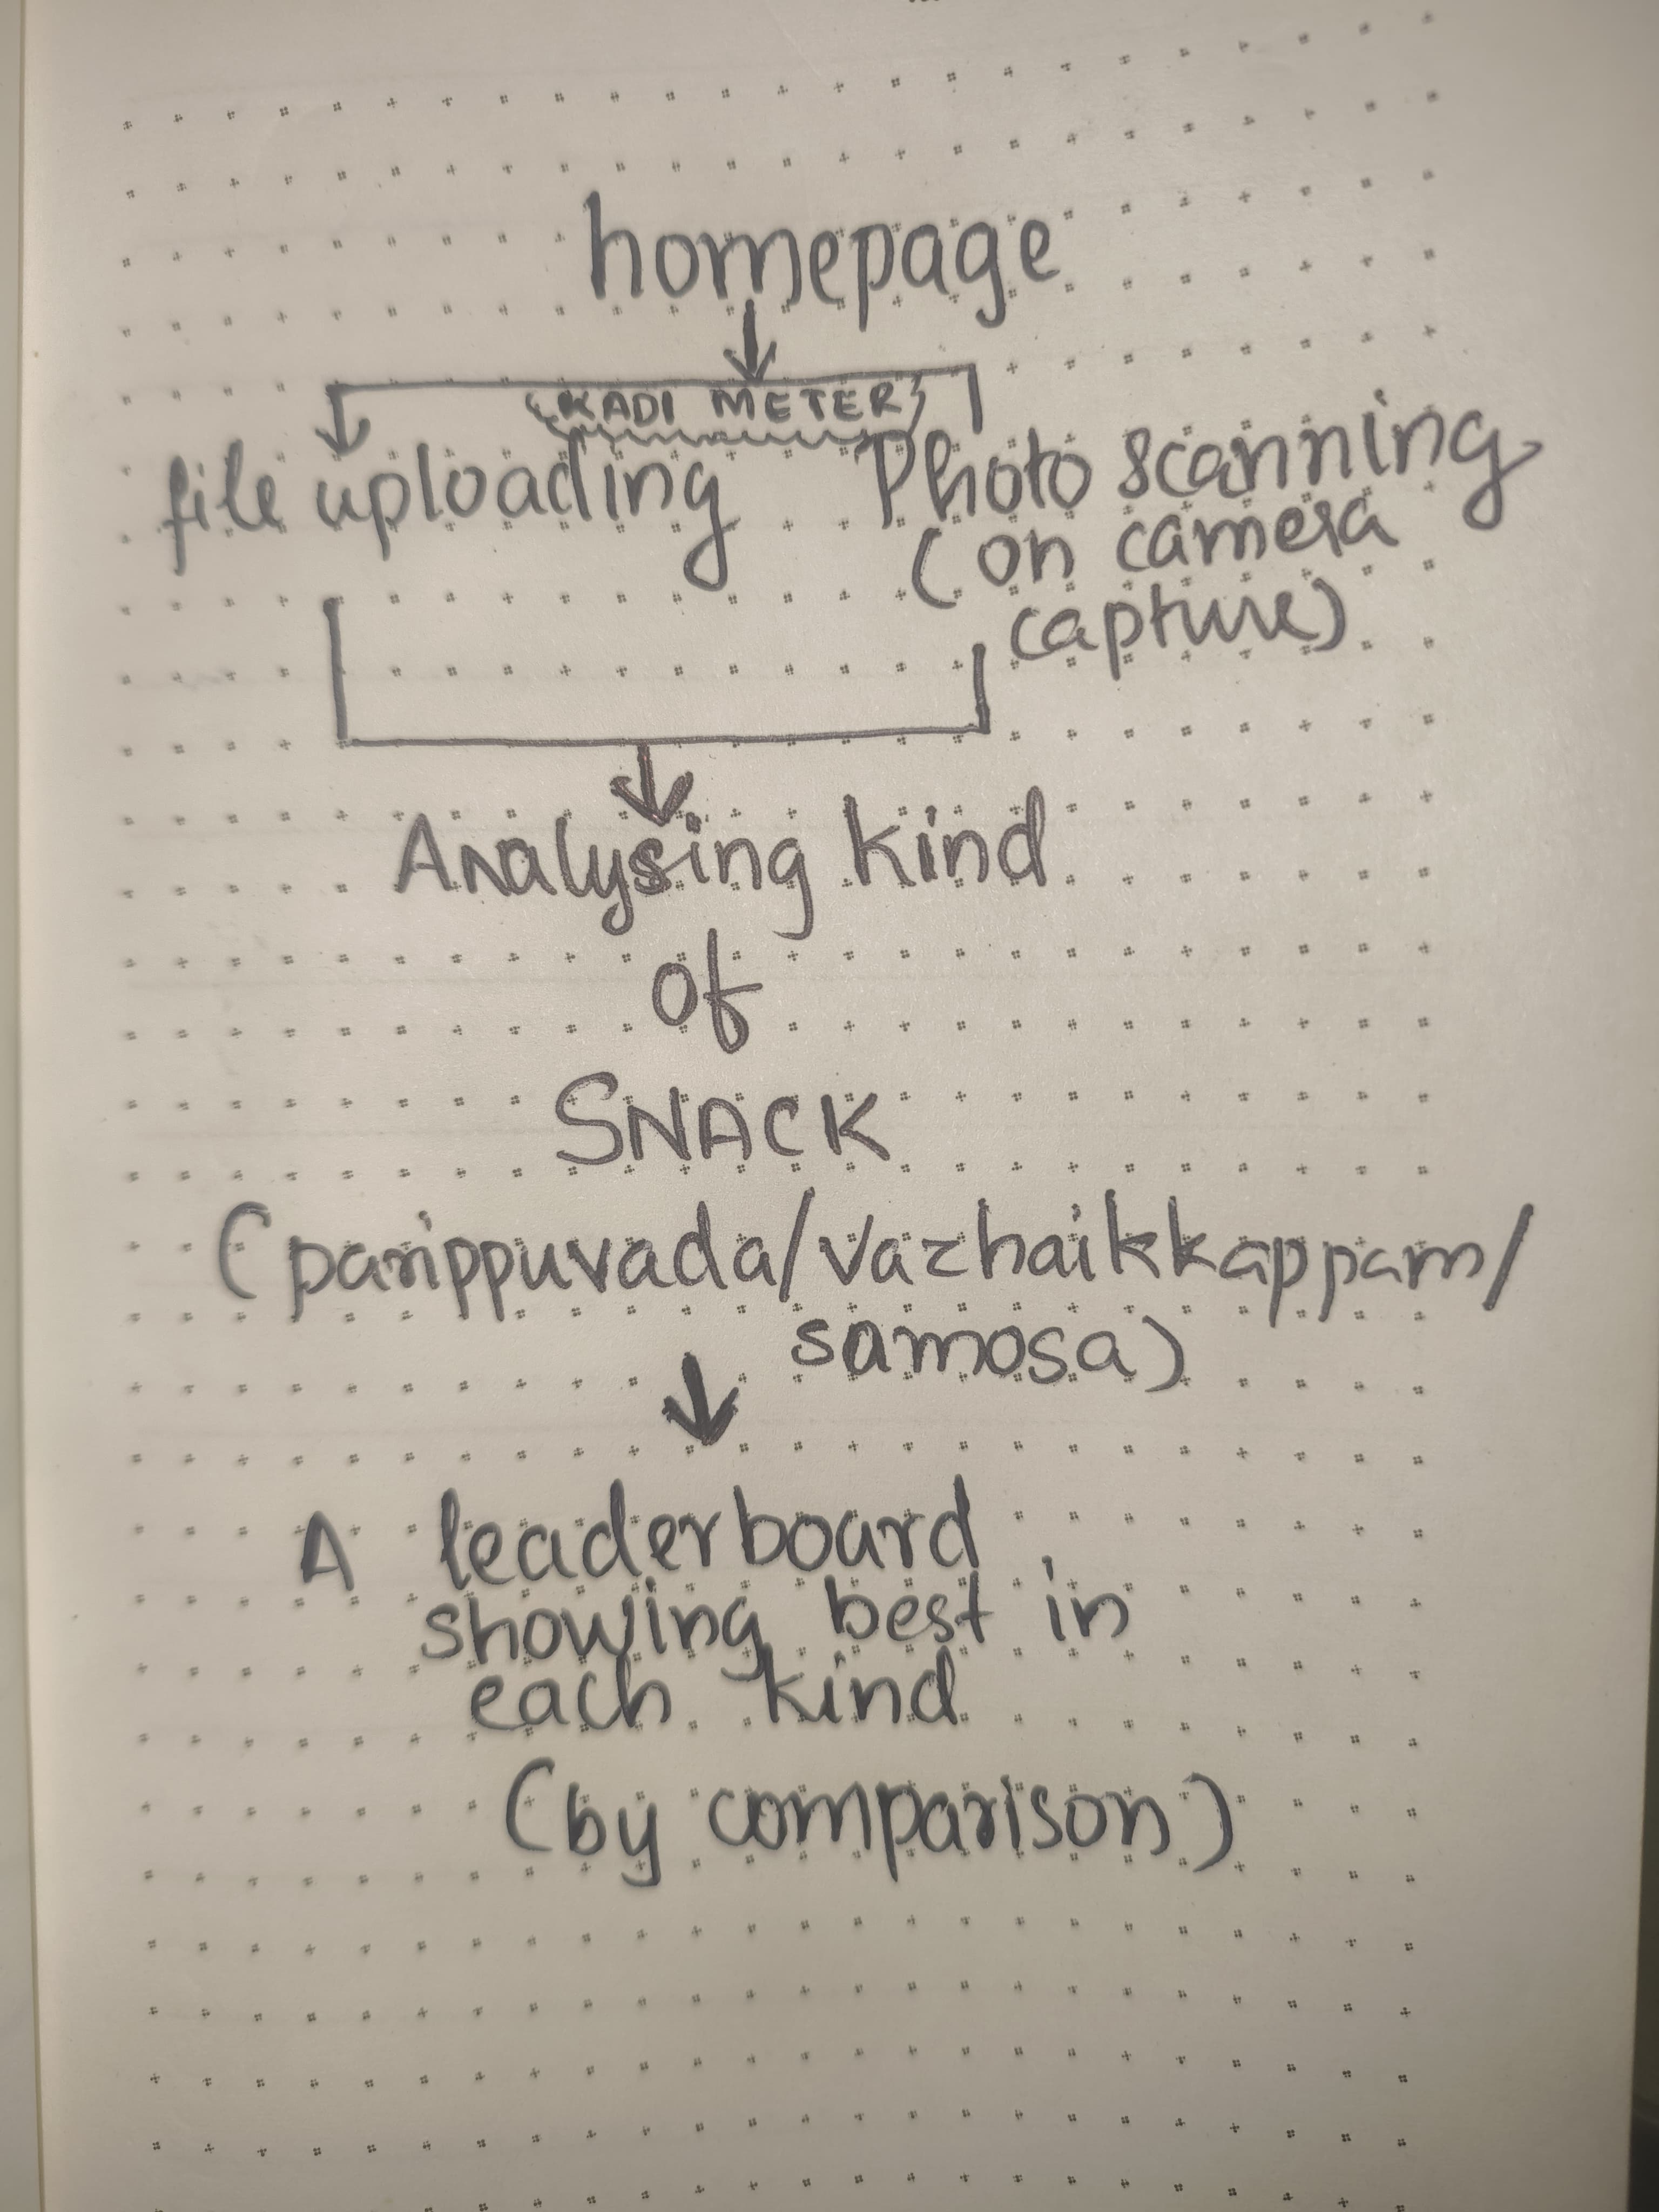 homepage
KADI METER
file uploading
Photo scanning
(on camera
capture)
Analysing kind
of
SNACK
(parippuvada/vazhaikkappam/
samosa)
A leaderboard
showing best in
each kind
(by comparison)